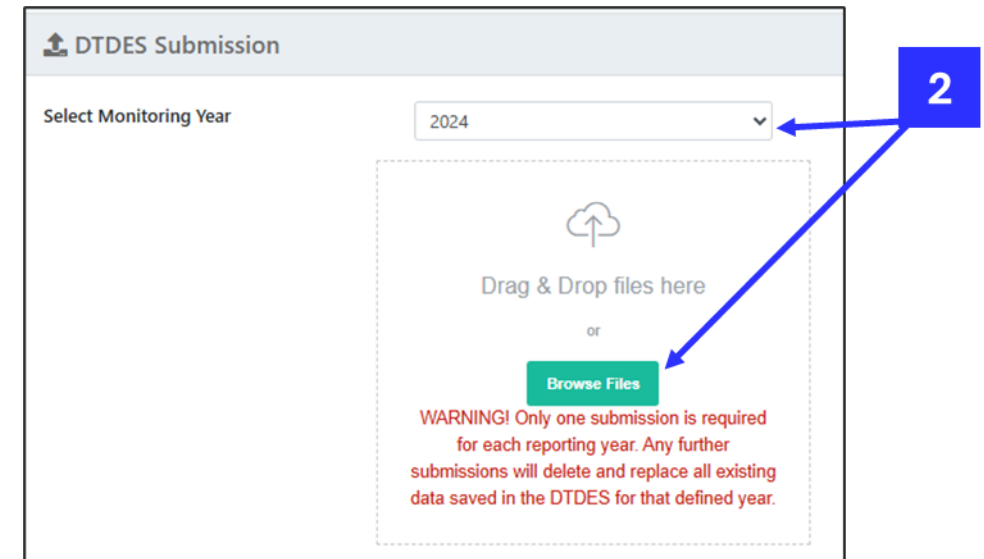 DTDES Submission
2
Select Monitoring Year
2024
Drag & Drop files here
or
Browse Files
WARNING! Only one submission is required
for each reporting year. Any further
submissions will delete and replace all existing
data saved in the DTDES for that defined year.